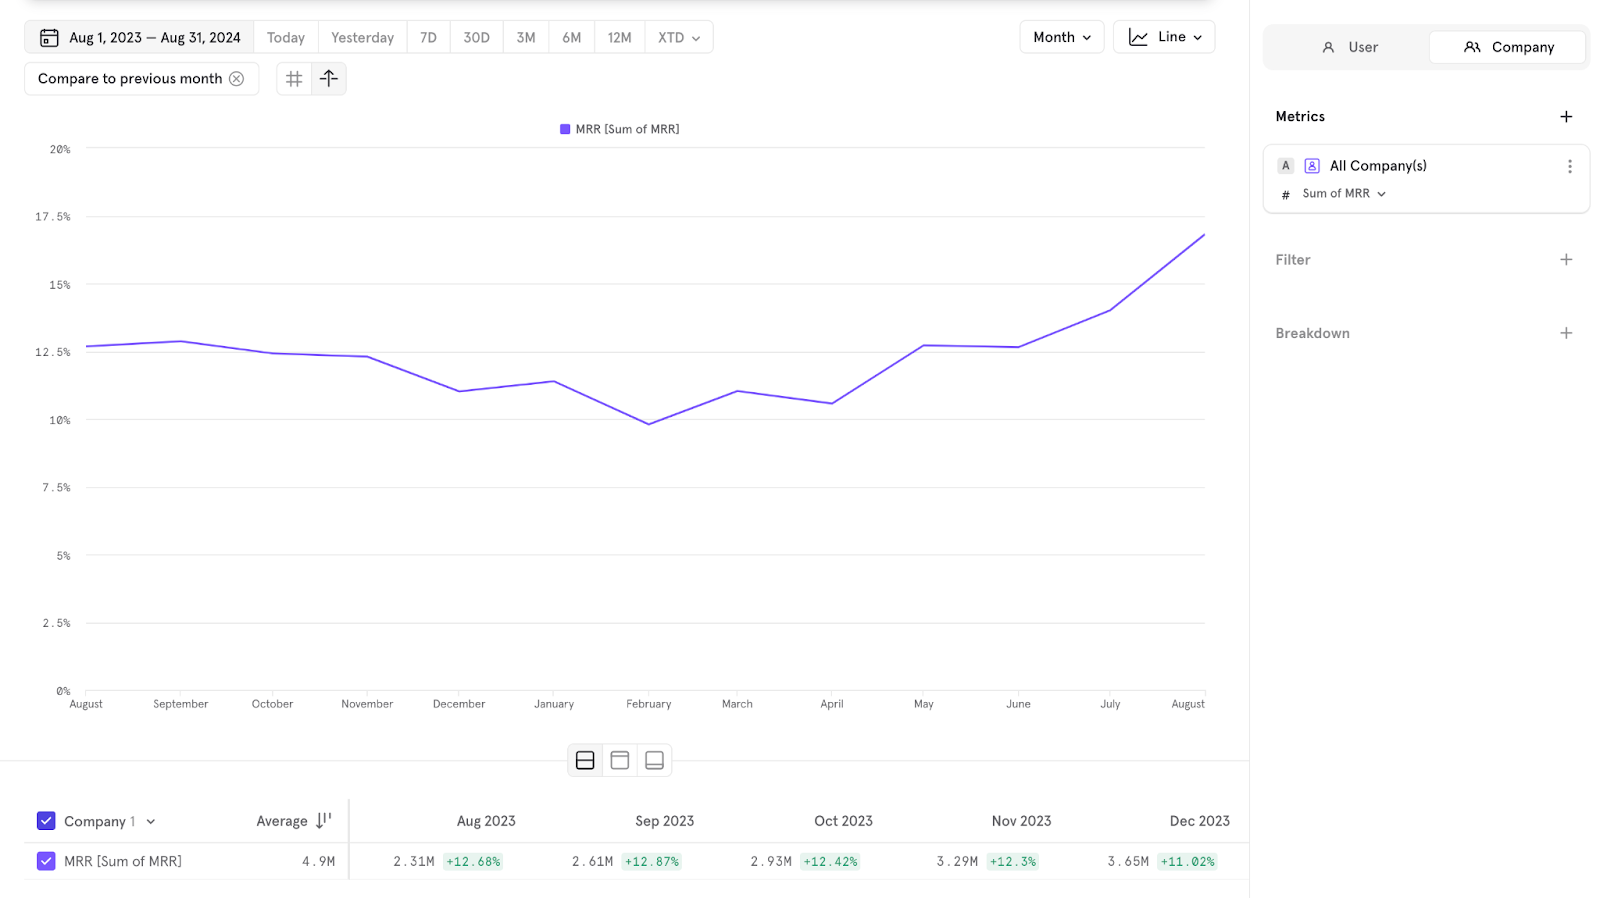 Aug 1, 2023 — Aug 31, 2024 Today Yesterday 7D 30D 3M 6M 12M XTD Month Line
Compare to previous month
MRR [Sum of MRR]
20%
17.5%
15%
12.5%
10%
7.5%
5%
2.5%
0%
August September October November December January February March April May June July August
Company 1 Average Aug 2023 Sep 2023 Oct 2023 Nov 2023 Dec 2023
MRR [Sum of MRR] 4.9M 2.31M +12.68% 2.61M +12.87% 2.93M +12.42% 3.29M +12.3% 3.65M +11.02%
User Company
Metrics
A All Company(s)
# Sum of MRR
Filter
Breakdown